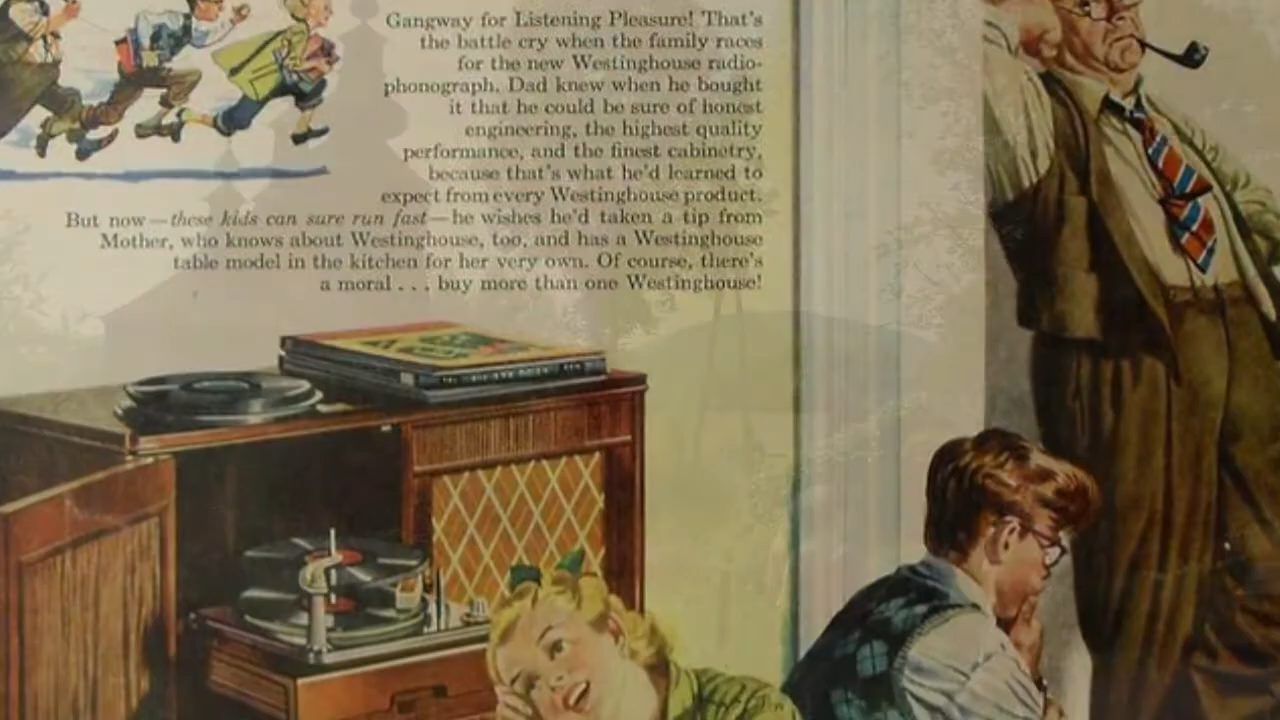 Gangway for Listening Pleasure! That's
the battle cry when the family races
for the new Westinghouse radio-
phonograph. Dad knew when he bought
it that he could be sure of honest
engineering, the highest quality
performance, and the finest cabinetry,
because that's what he'd learned to
expect from every Westinghouse product.
But now—these kids can sure run fast—he wishes he'd taken a tip from
Mother, who knows about Westinghouse, too, and has a Westinghouse
table model in the kitchen for her very own. Of course, there's
a moral . . . buy more than one Westinghouse!